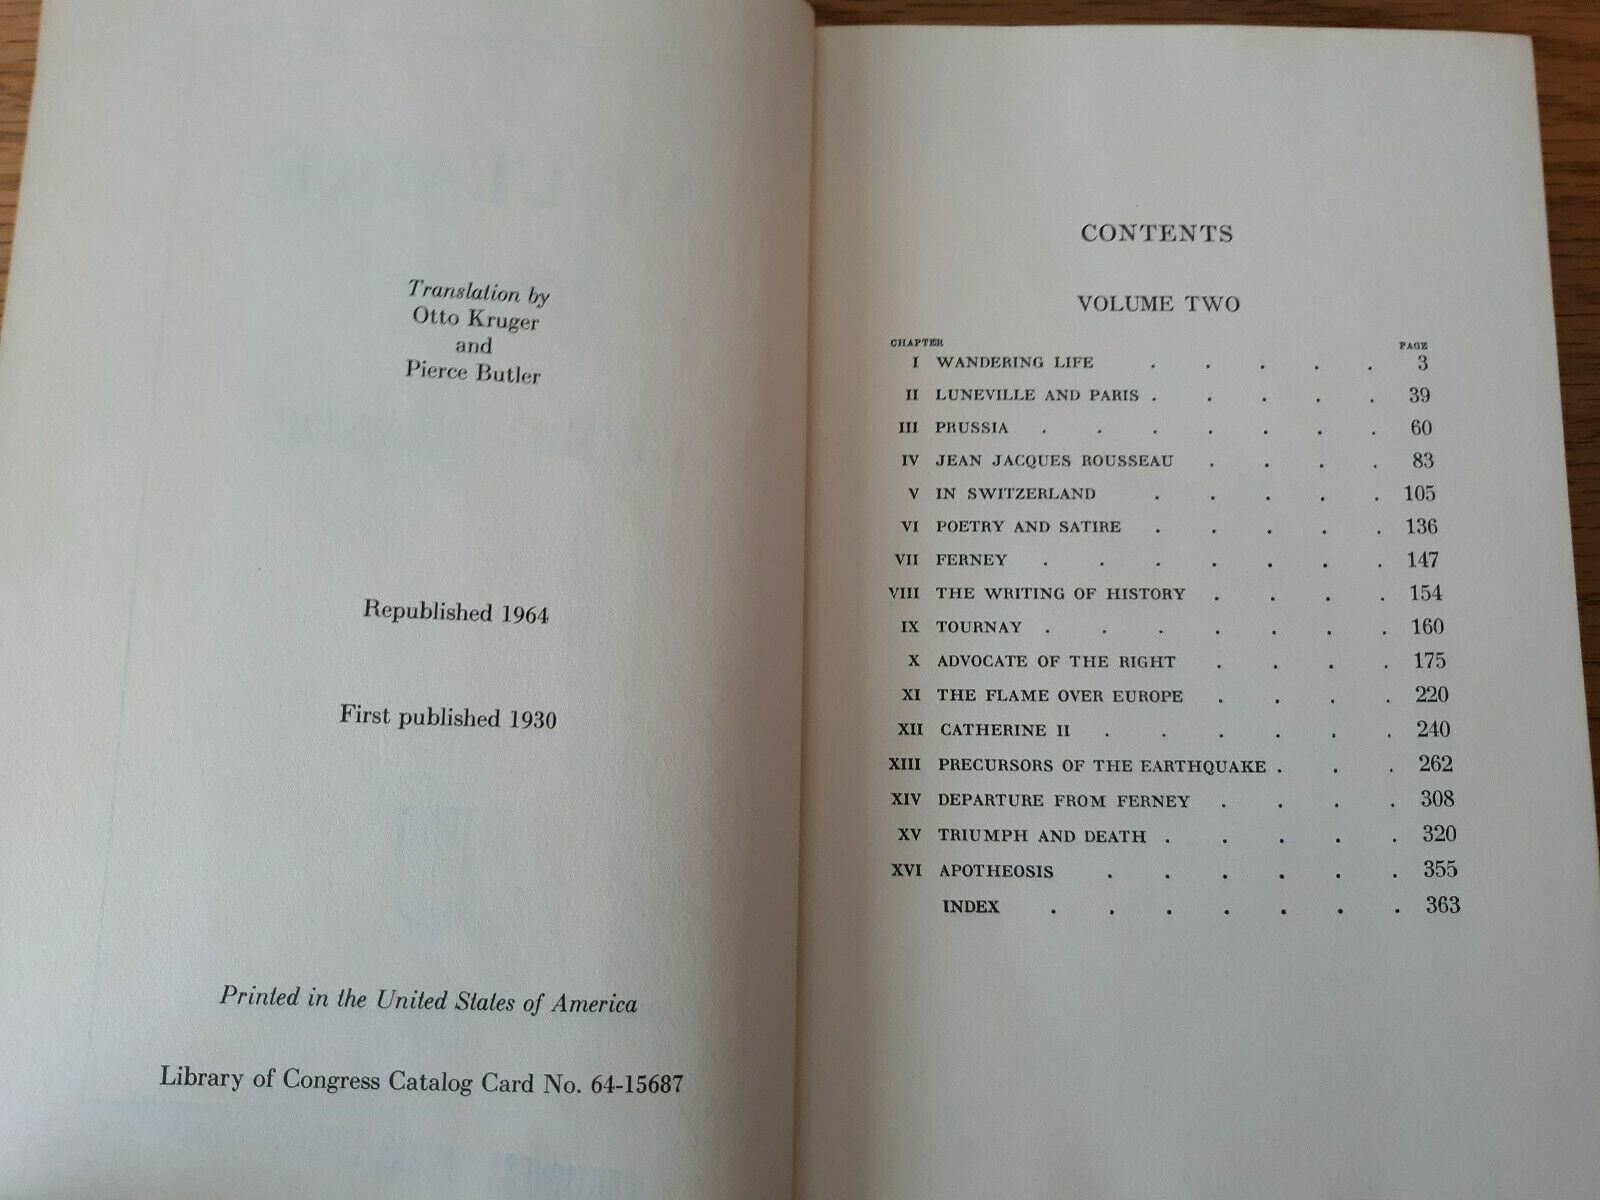 Translation by
Otto Kruger
and
Pierce Butler
Republished 1964
First published 1930
Printed in the United States of America
Library of Congress Catalog Card No. 64-15687
CONTENTS
VOLUME TWO
CHAPTER PAGE
I WANDERING LIFE . . . . . 3
II LUNEVILLE AND PARIS . . . . . 39
III PRUSSIA . . . . . . . 60
IV JEAN JACQUES ROUSSEAU . . . . 83
V IN SWITZERLAND . . . . . 105
VI POETRY AND SATIRE . . . . . 136
VII FERNEY . . . . . . . 147
VIII THE WRITING OF HISTORY . . . . 154
IX TOURNAY . . . . . . . 160
X ADVOCATE OF THE RIGHT . . . . 175
XI THE FLAME OVER EUROPE . . . . 220
XII CATHERINE II . . . . . . 240
XIII PRECURSORS OF THE EARTHQUAKE . . . 262
XIV DEPARTURE FROM FERNEY . . . . 308
XV TRIUMPH AND DEATH . . . . . 320
XVI APOTHEOSIS . . . . . . 355
INDEX . . . . . . . 363